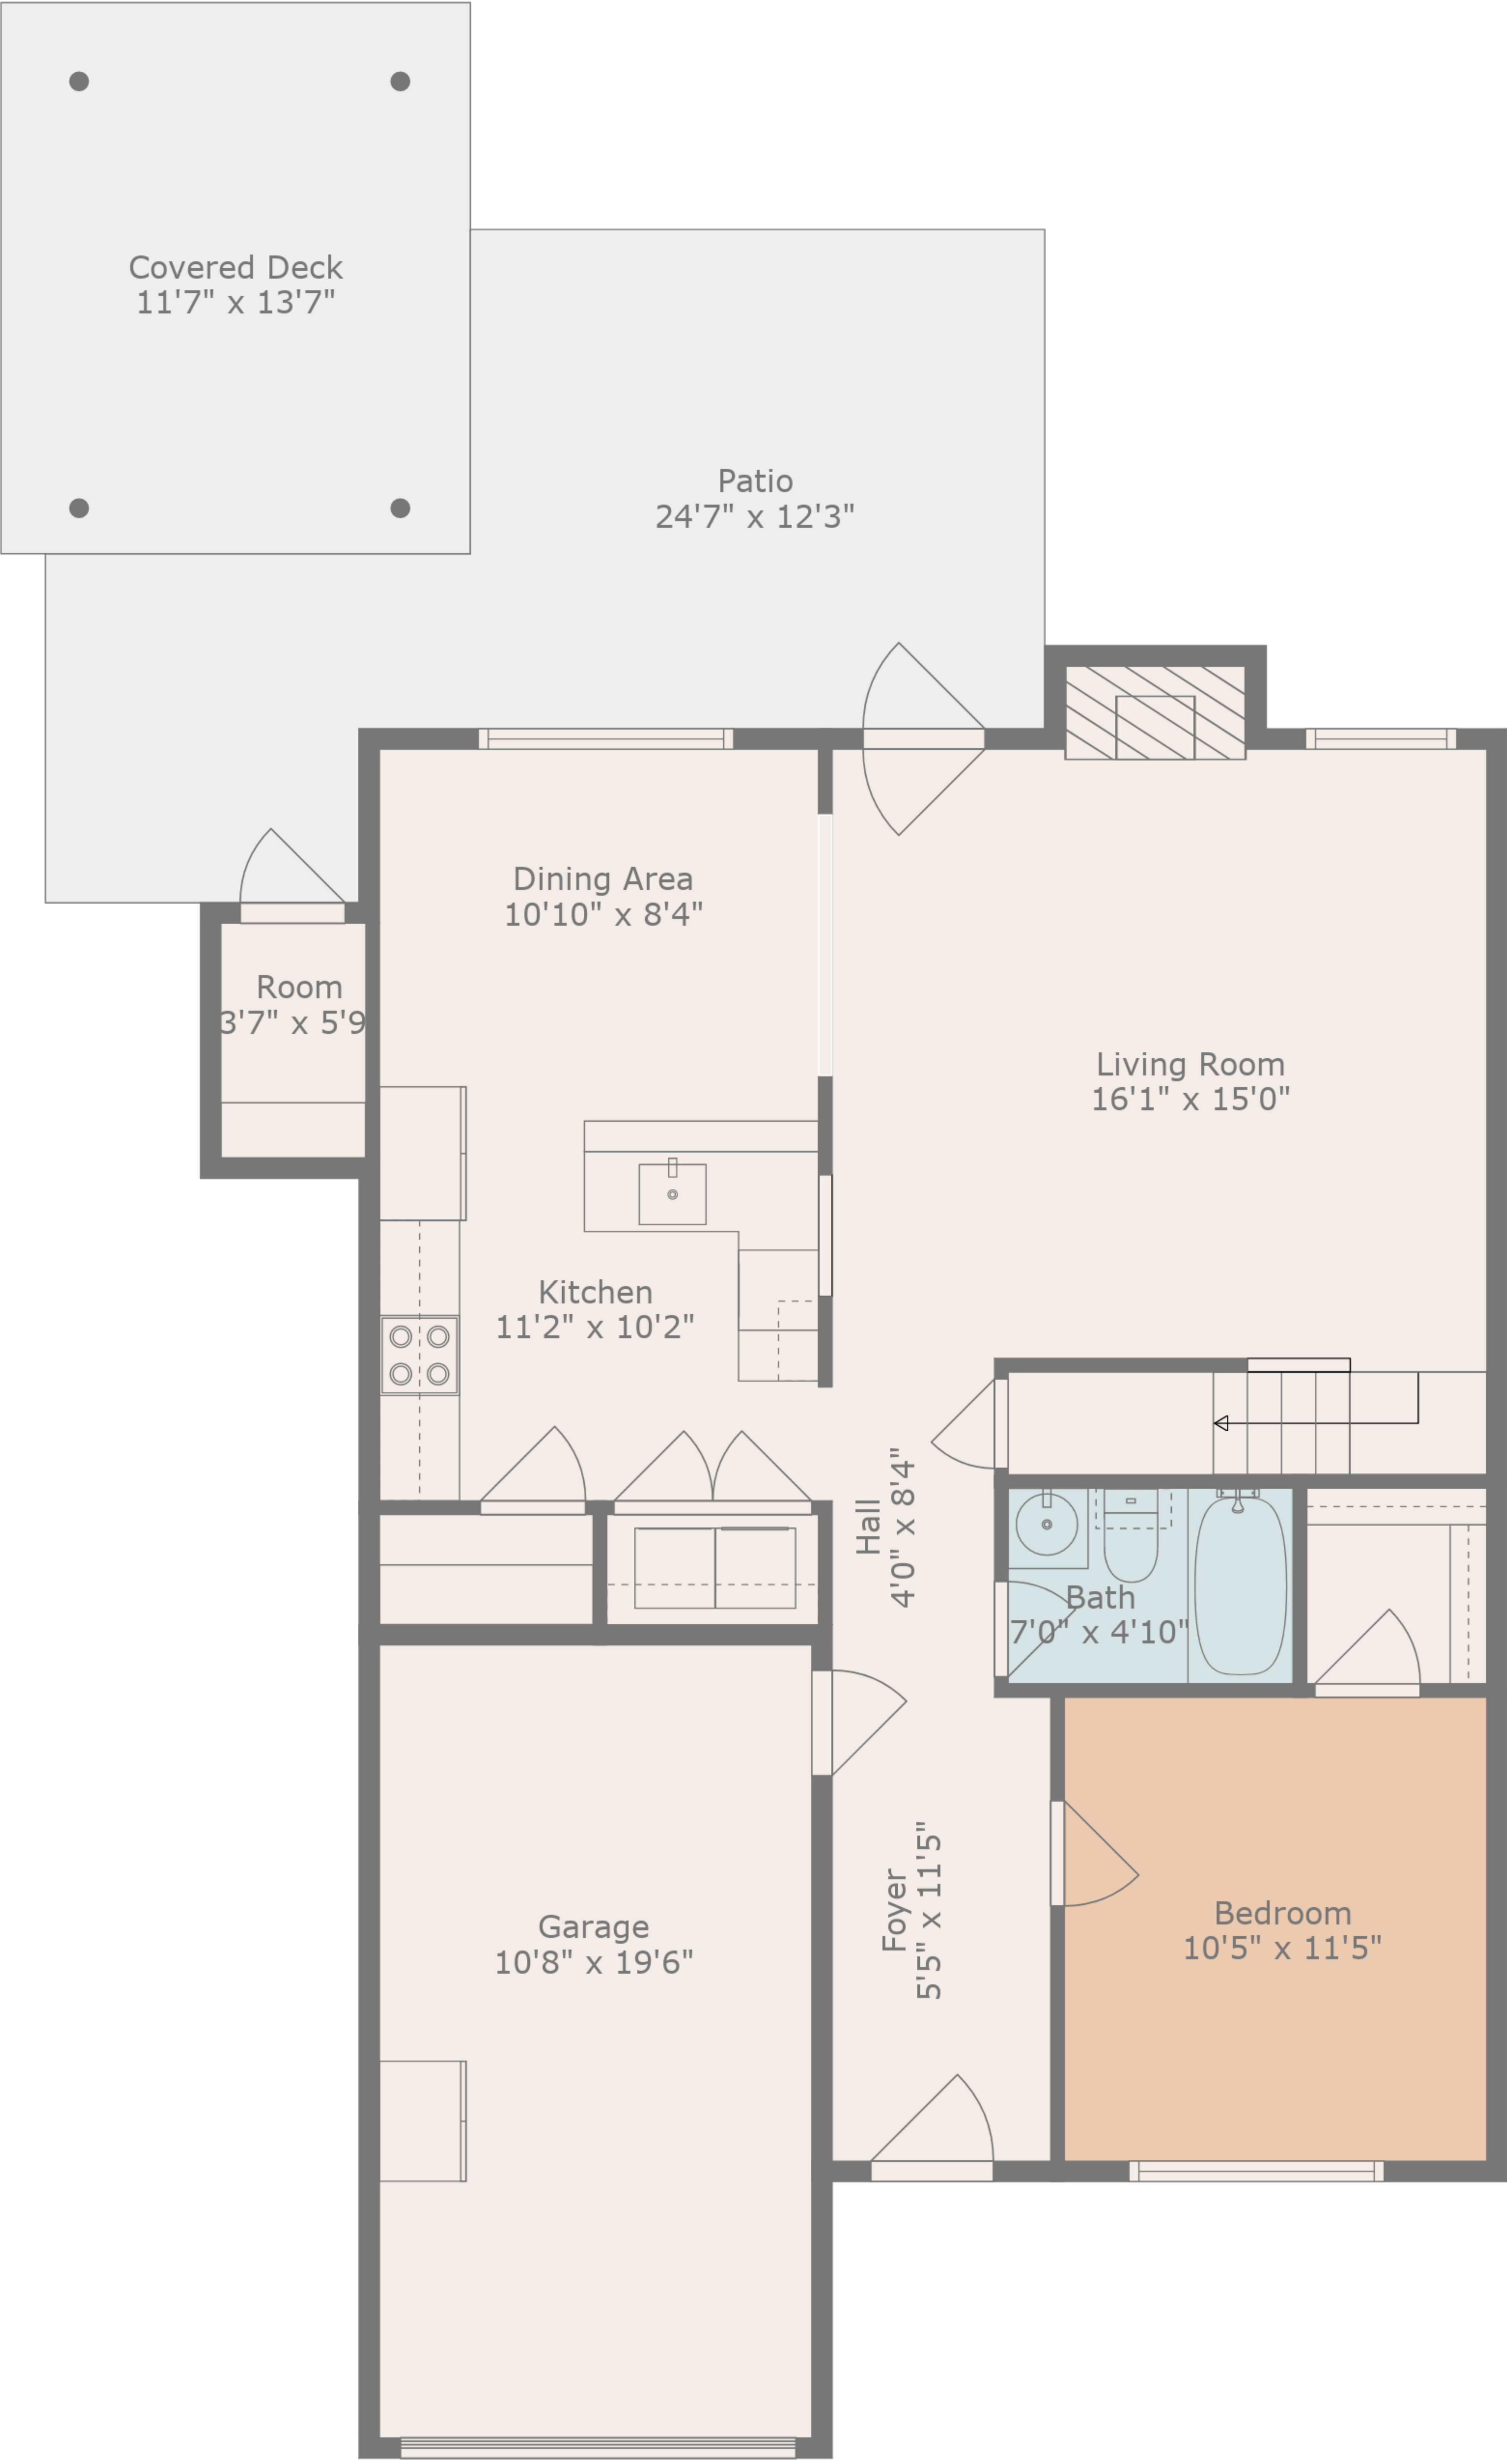 Covered Deck
11'7" x 13'7"
Patio
24'7" x 12'3"
Dining Area
10'10" x 8'4"
Room
3'7" x 5'9
Living Room
16'1" x 15'0"
Kitchen
11'2" x 10'2"
Hall
4'0" x 8'4"
Bath
7'0" x 4'10"
Foyer
5'5" x 11'5"
Bedroom
10'5" x 11'5"
Garage
10'8" x 19'6"